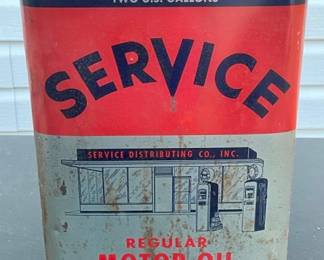 TWO U.S. GALLONS
SERVICE
SERVICE DISTRIBUTING CO., INC.
REGULAR
MOTOR OIL